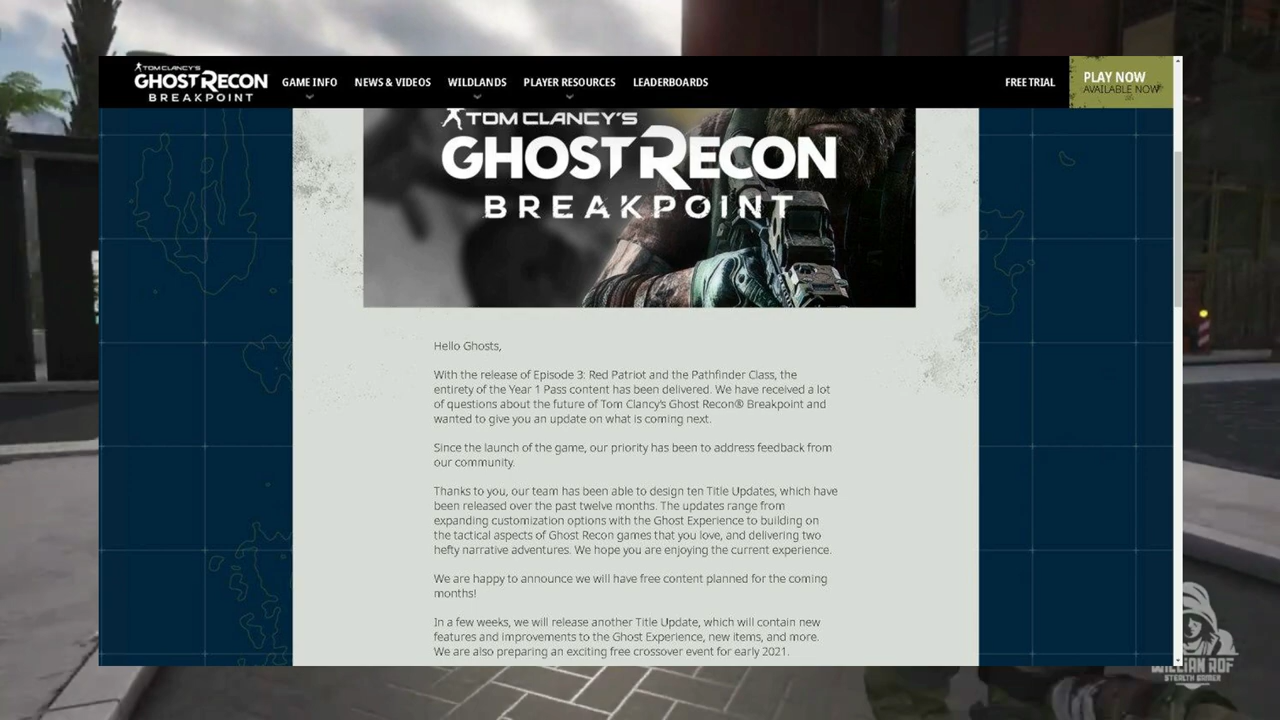 TOM CLANCY'S
GHOST RECON
BREAKPOINT
GAME INFO
NEWS & VIDEOS
WILDLANDS
PLAYER RESOURCES
LEADERBOARDS
FREE TRIAL
PLAY NOW
AVAILABLE NOW
TOM CLANCY'S
GHOST RECON
BREAKPOINT
Hello Ghosts,
With the release of Episode 3: Red Patriot and the Pathfinder Class, the
entirety of the Year 1 Pass content has been delivered. We have received a lot
of questions about the future of Tom Clancy's Ghost Recon® Breakpoint and
wanted to give you an update on what is coming next.
Since the launch of the game, our priority has been to address feedback from
our community.
Thanks to you, our team has been able to design ten Title Updates, which have
been released over the past twelve months. The updates range from
expanding customization options with the Ghost Experience to building on
the tactical aspects of Ghost Recon games that you love, and delivering two
hefty narrative adventures. We hope you are enjoying the current experience.
We are happy to announce we will have free content planned for the coming
months!
In a few weeks, we will release another Title Update, which will contain new
features and improvements to the Ghost Experience, new items, and more.
We are also preparing an exciting free crossover event for early 2021.
WILLIAN ROF
STEALTH GAMER